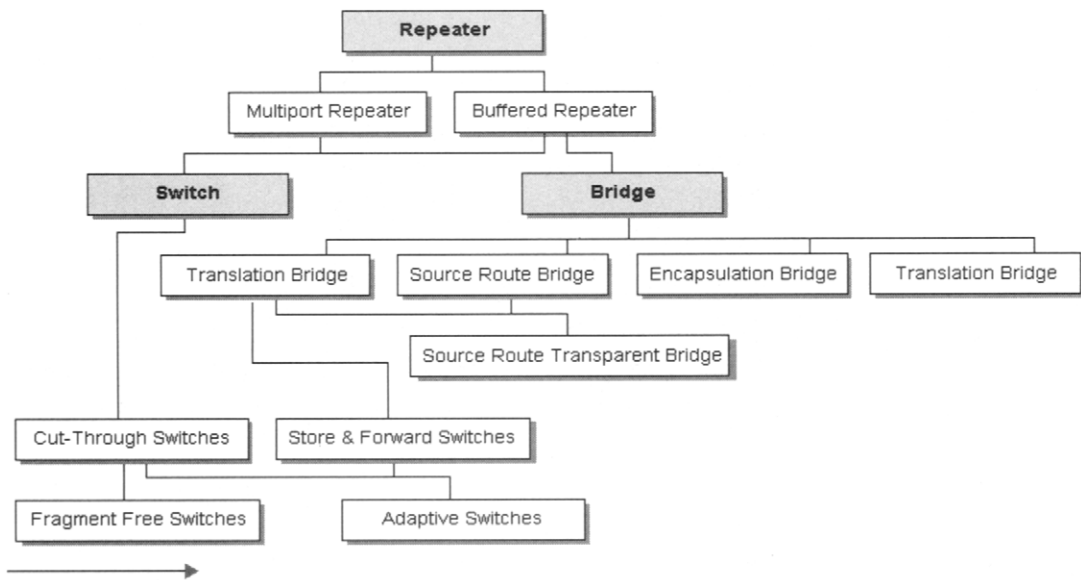 Repeater
Multiport Repeater
Buffered Repeater
Switch
Bridge
Translation Bridge
Source Route Bridge
Encapsulation Bridge
Translation Bridge
Source Route Transparent Bridge
Cut-Through Switches
Store & Forward Switches
Fragment Free Switches
Adaptive Switches